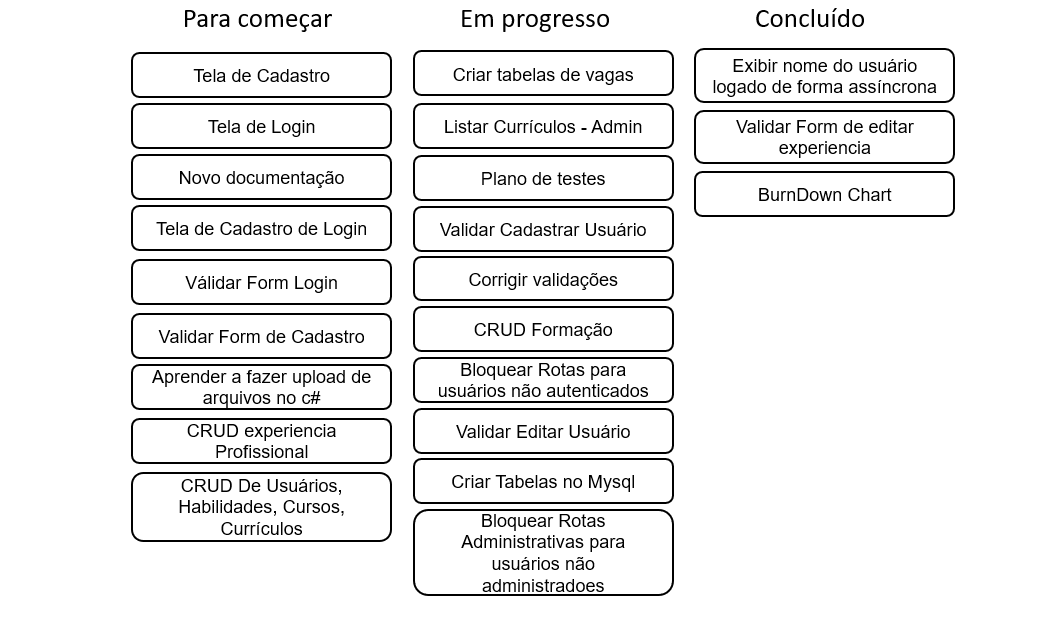 Para começar
Tela de Cadastro
Tela de Login
Novo documentação
Tela de Cadastro de Login
Válidar Form Login
Validar Form de Cadastro
Aprender a fazer upload de
arquivos no c#
CRUD experiencia
Profissional
CRUD De Usuários,
Habilidades, Cursos,
Currículos
Em progresso
Criar tabelas de vagas
Listar Currículos - Admin
Plano de testes
Validar Cadastrar Usuário
Corrigir validações
CRUD Formação
Bloquear Rotas para
usuários não autenticados
Validar Editar Usuário
Criar Tabelas no Mysql
Bloquear Rotas
Administrativas para
usuários não
administradoes
Concluído
Exibir nome do usuário
logado de forma assíncrona
Validar Form de editar
experiencia
BurnDown Chart